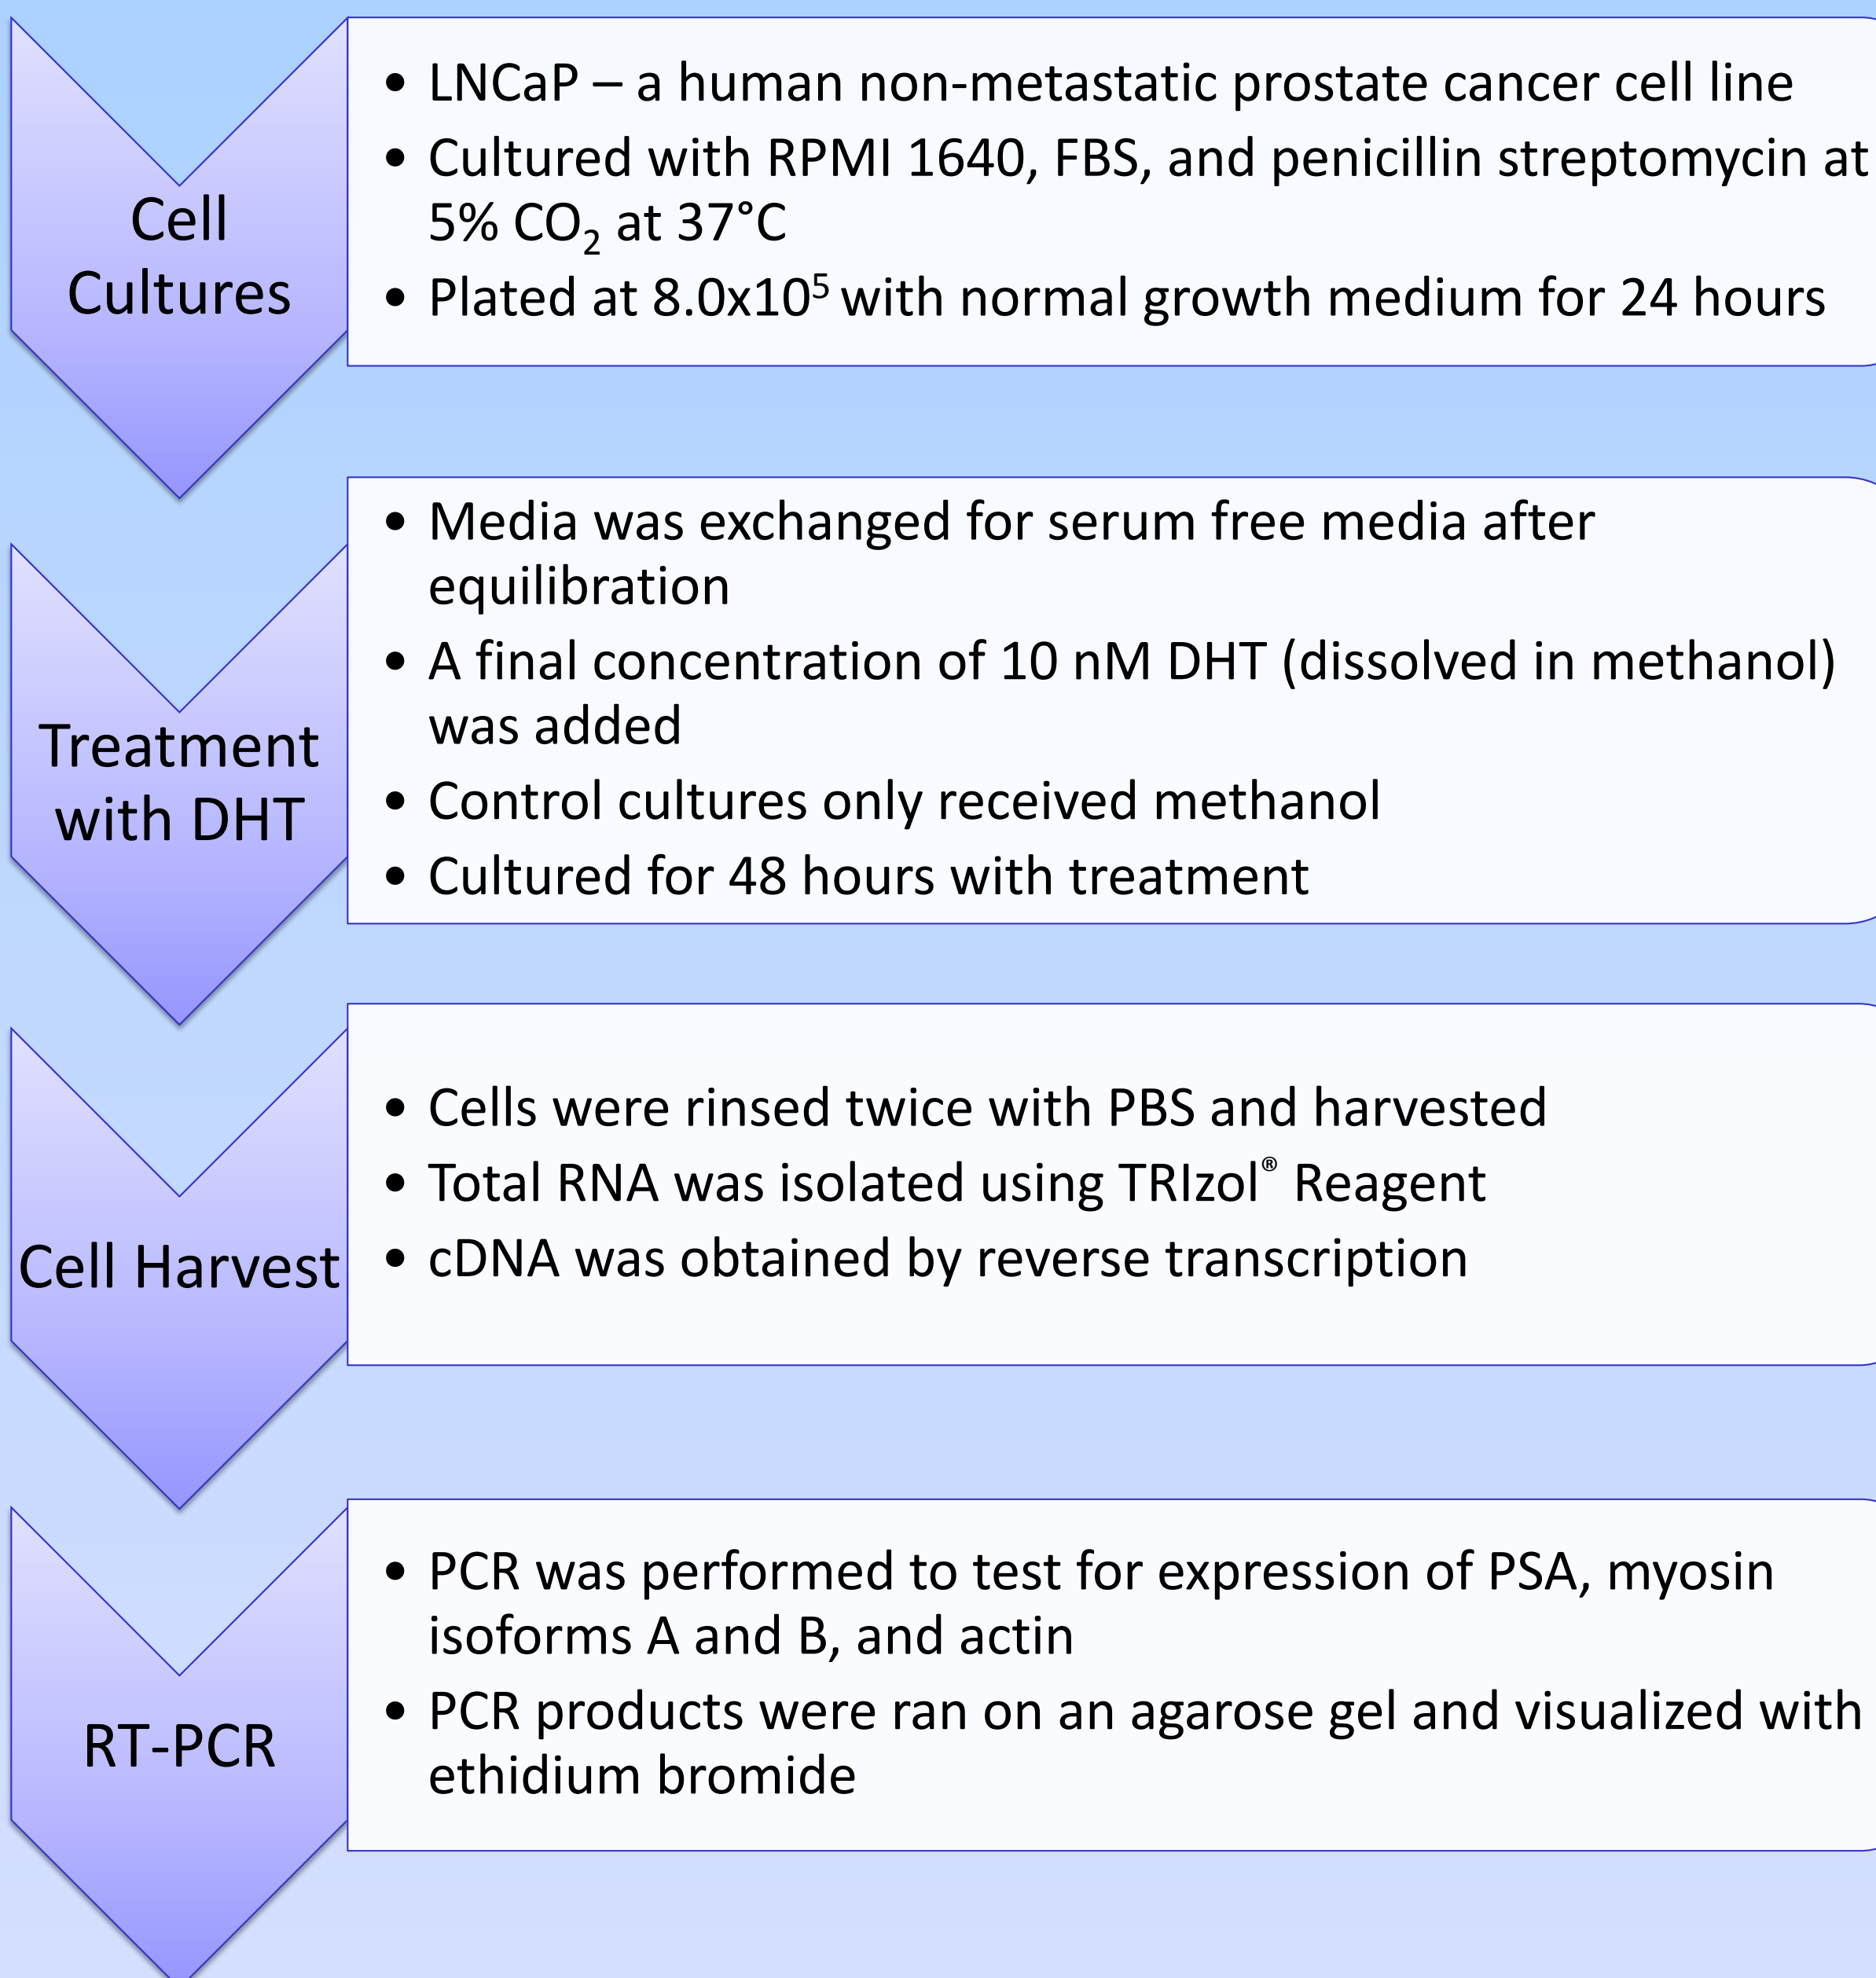 Cell
Cultures
• LNCaP – a human non-metastatic prostate cancer cell line
• Cultured with RPMI 1640, FBS, and penicillin streptomycin at
5% CO₂ at 37°C
• Plated at 8.0x10⁵ with normal growth medium for 24 hours
Treatment
with DHT
• Media was exchanged for serum free media after
equilibration
• A final concentration of 10 nM DHT (dissolved in methanol)
was added
• Control cultures only received methanol
• Cultured for 48 hours with treatment
Cell Harvest
• Cells were rinsed twice with PBS and harvested
• Total RNA was isolated using TRIzol® Reagent
• cDNA was obtained by reverse transcription
RT-PCR
• PCR was performed to test for expression of PSA, myosin
isoforms A and B, and actin
• PCR products were ran on an agarose gel and visualized with
ethidium bromide